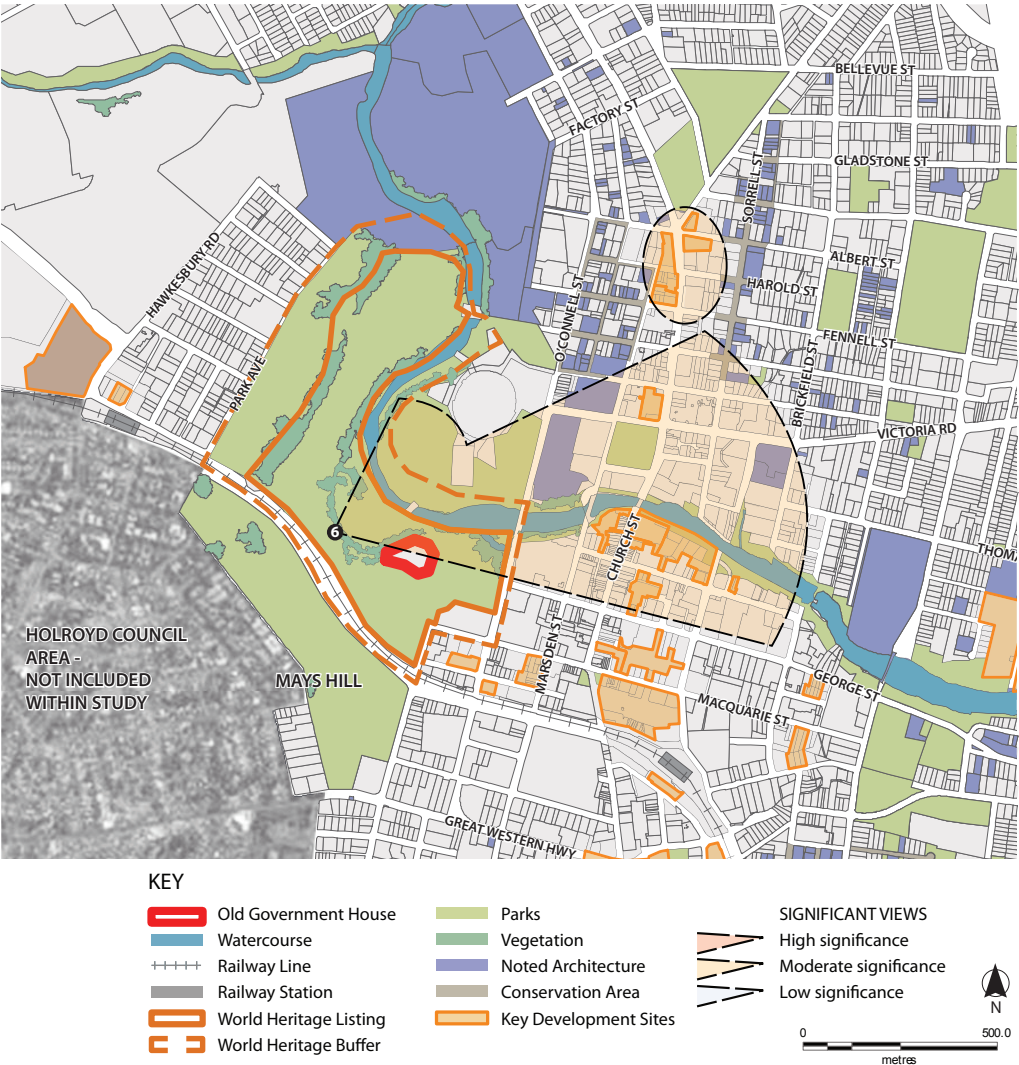 BELLEVUE ST
FACTORY ST
GLADSTONE ST
SORRELL ST
HAWKESBURY RD
ALBERT ST
HAROLD ST
O'CONNELL ST
FENNELL ST
PARK AVE
BRICKFIELD ST
VICTORIA RD
6
CHURCH ST
THOMA
HOLROYD COUNCIL
AREA -
NOT INCLUDED
WITHIN STUDY
MAYS HILL
MARSDEN ST
GEORGE ST
MACQUARIE ST
GREAT WESTERN HWY
KEY
Old Government House
Watercourse
Railway Line
Railway Station
World Heritage Listing
World Heritage Buffer
Parks
Vegetation
Noted Architecture
Conservation Area
Key Development Sites
SIGNIFICANT VIEWS
High significance
Moderate significance
Low significance
N
0 500.0
metres